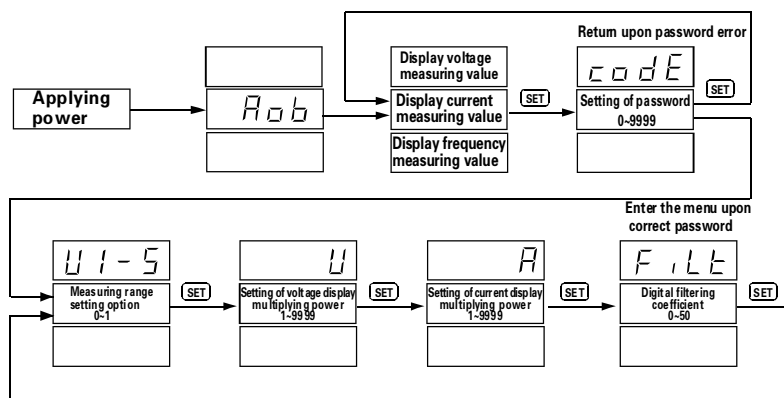 Return upon password error
Applying
power
Aob
Display voltage
measuring value
Display current
measuring value
Display frequency
measuring value
SET
codE
Setting of password
0~9999
SET
Enter the menu upon
correct password
U1-S
Measuring range
setting option
0~1
SET
U
Setting of voltage display
multiplying power
1~9999
SET
A
Setting of current display
multiplying power
1~9999
SET
FiLt
Digital filtering
coefficient
0~50
SET